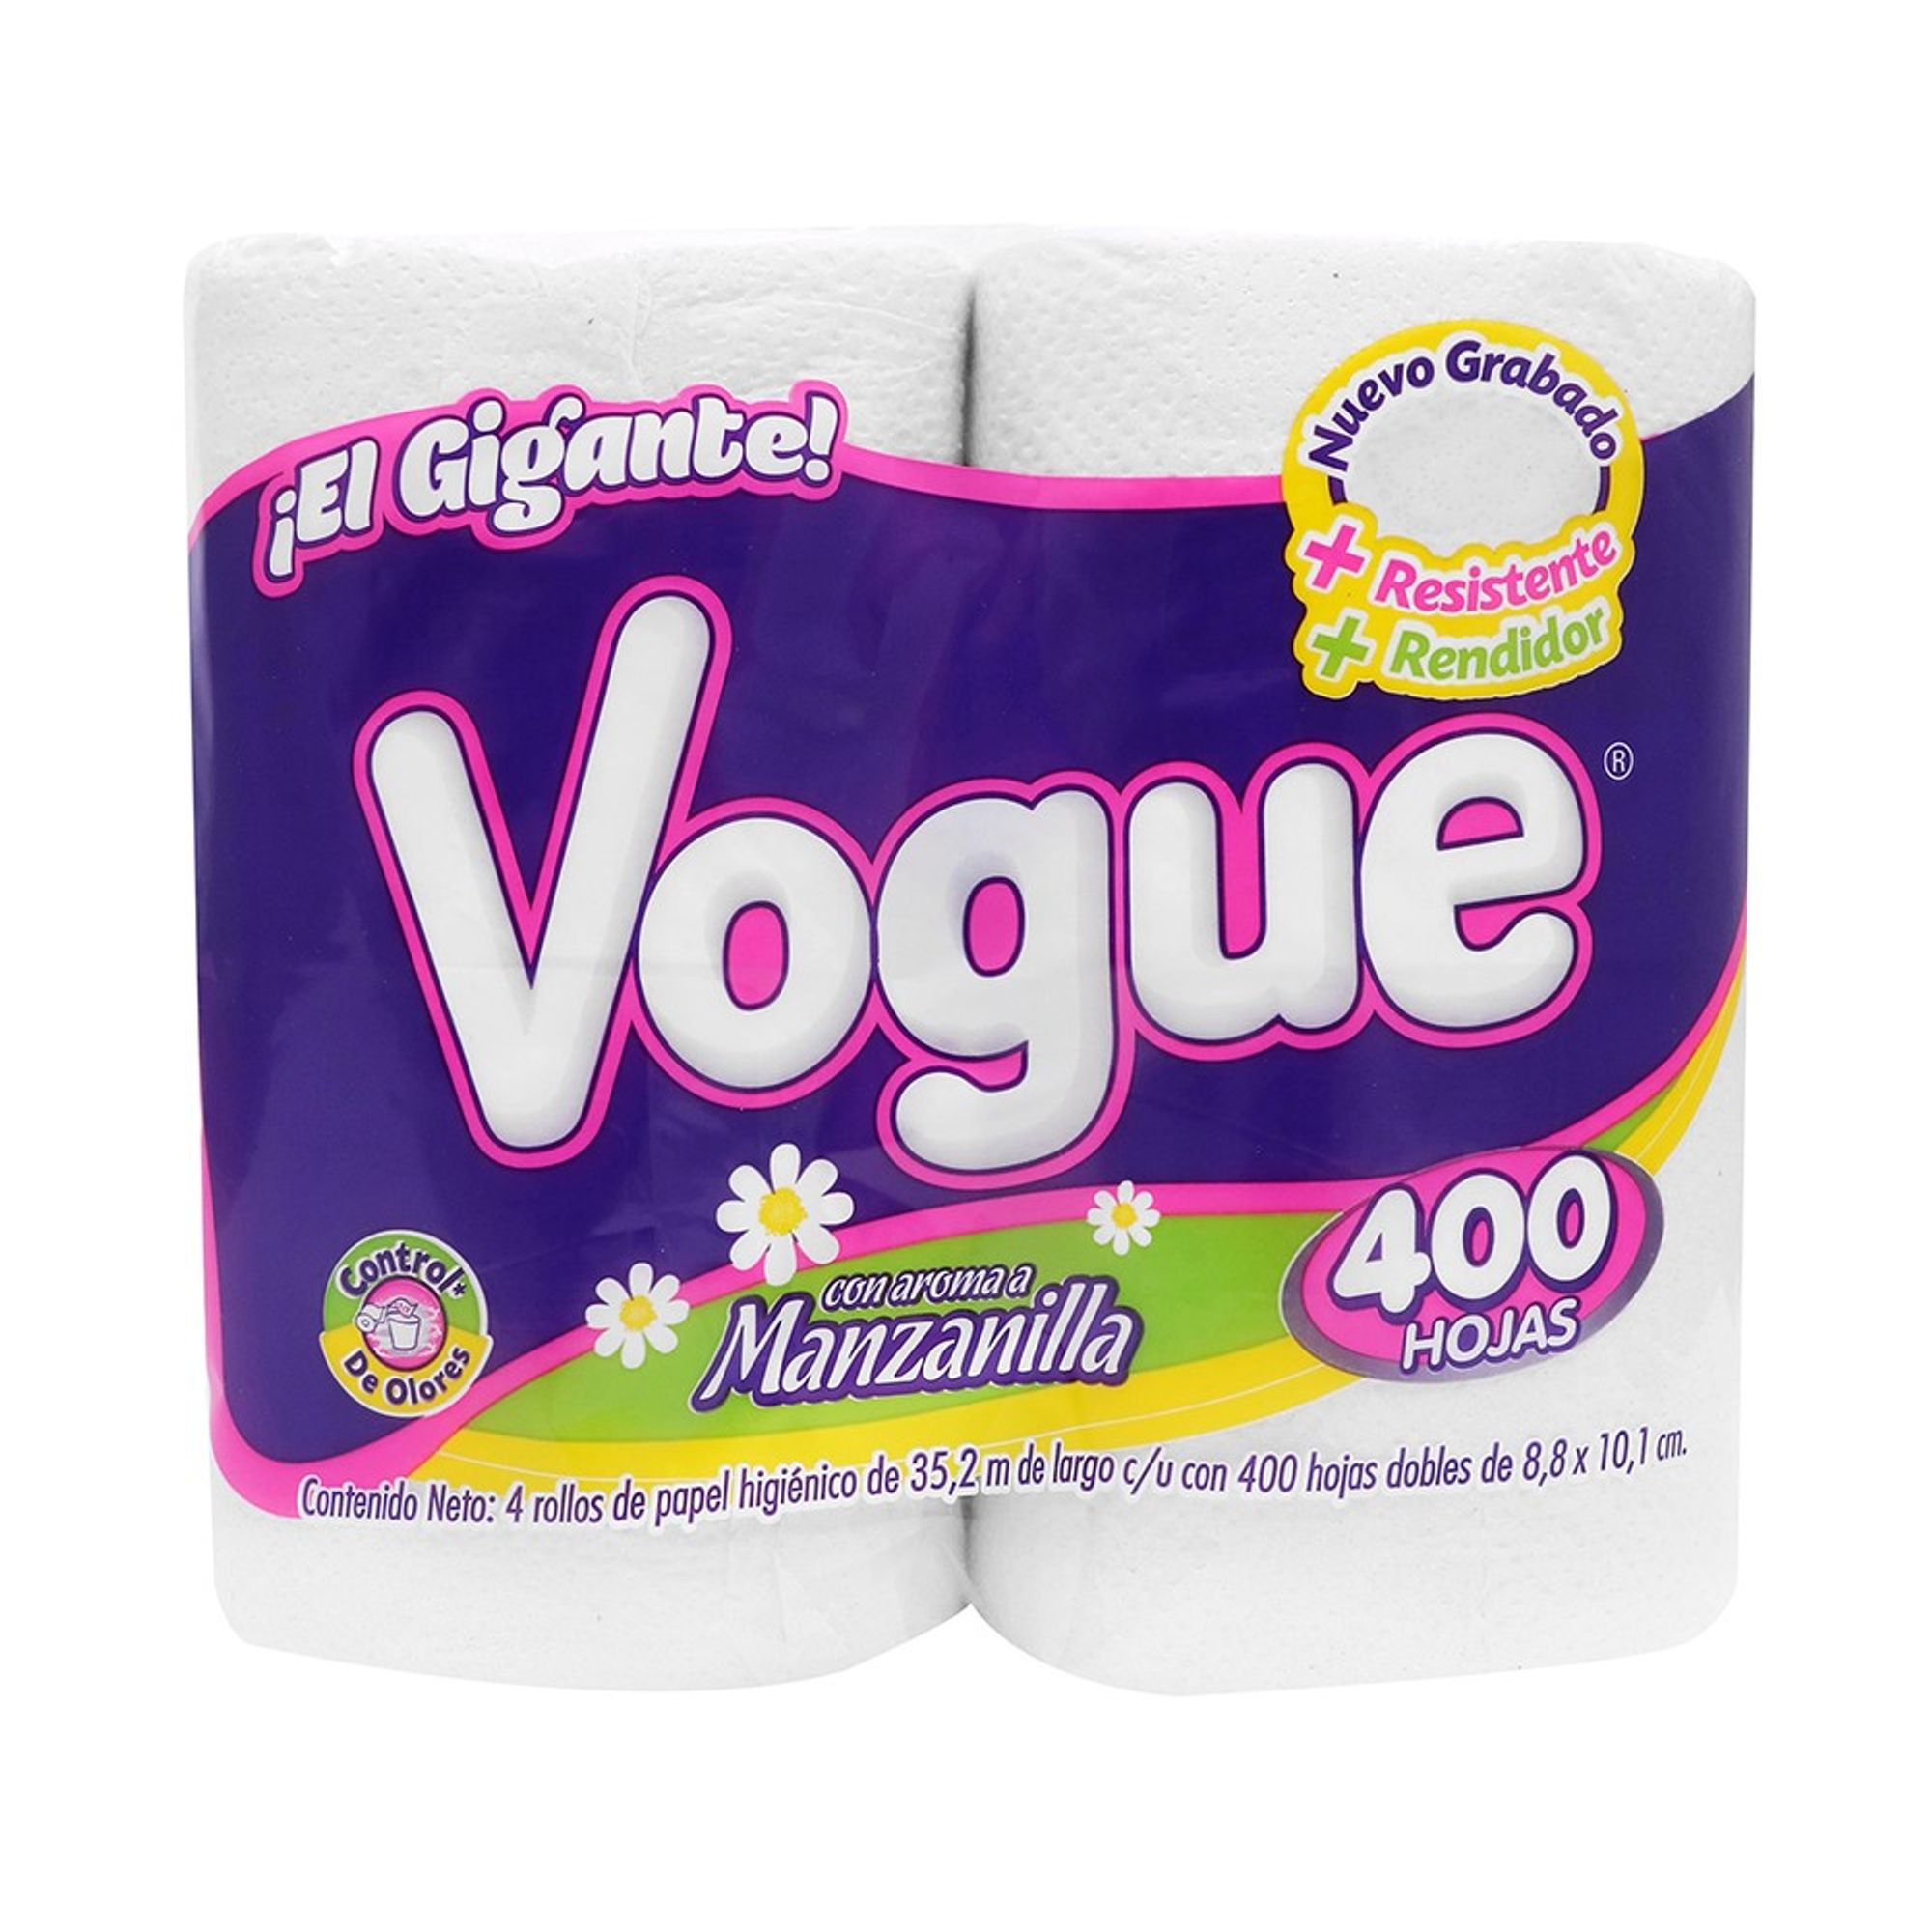 ¡El Gigante!
Nuevo Grabado
+ Resistente
+ Rendidor
Vogue®
Control*
De Olores
con aroma a
Manzanilla
400
HOJAS
Contenido Neto: 4 rollos de papel higiénico de 35,2 m de largo c/u con 400 hojas dobles de 8,8 x 10,1 cm.